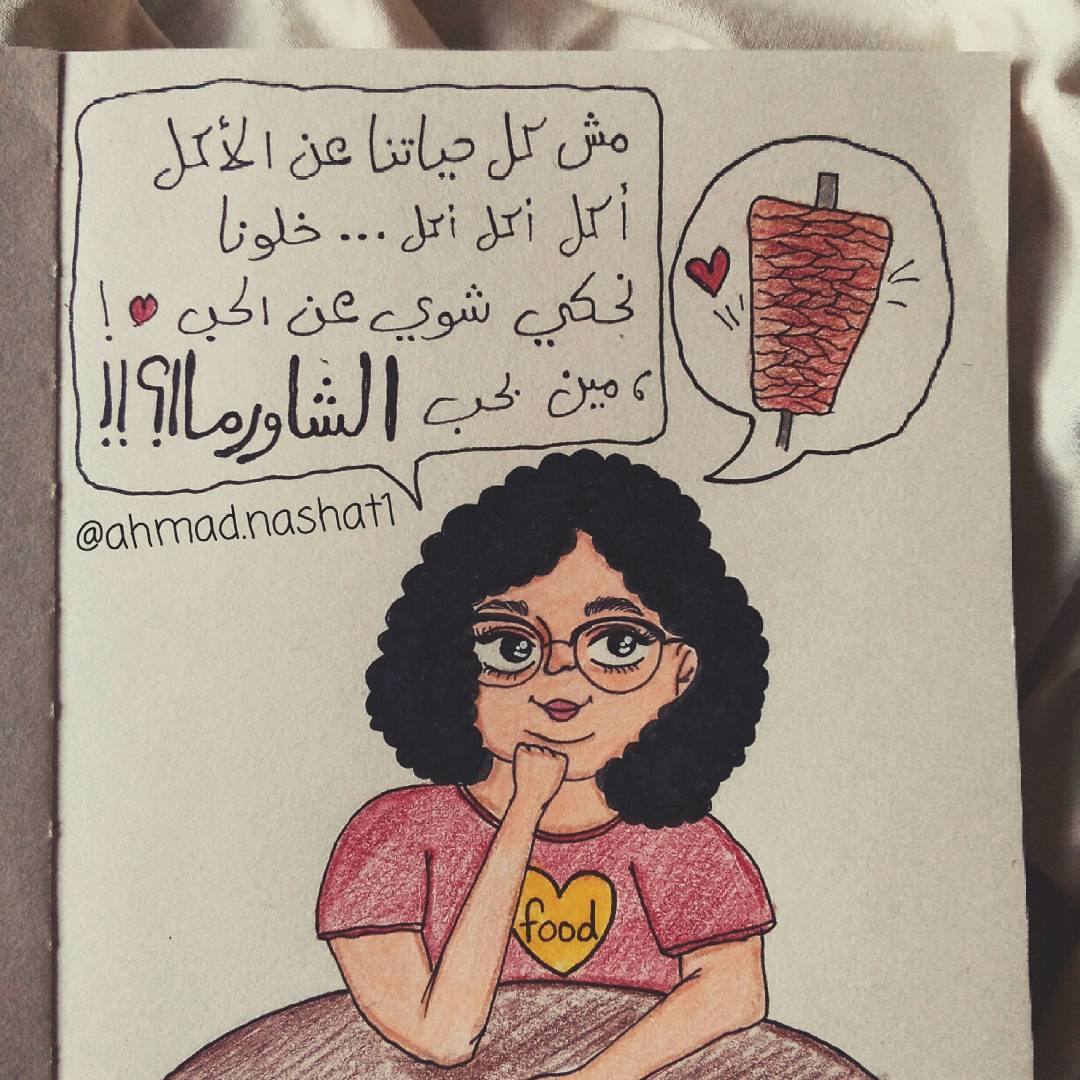 مش كل حياتنا عن الأكل
أكل أكل أكل ... خلونا
نحكي شوي عن الحب ❤ !
، مين بحب الشاورما!؟!!
@ahmad.nashat1
food